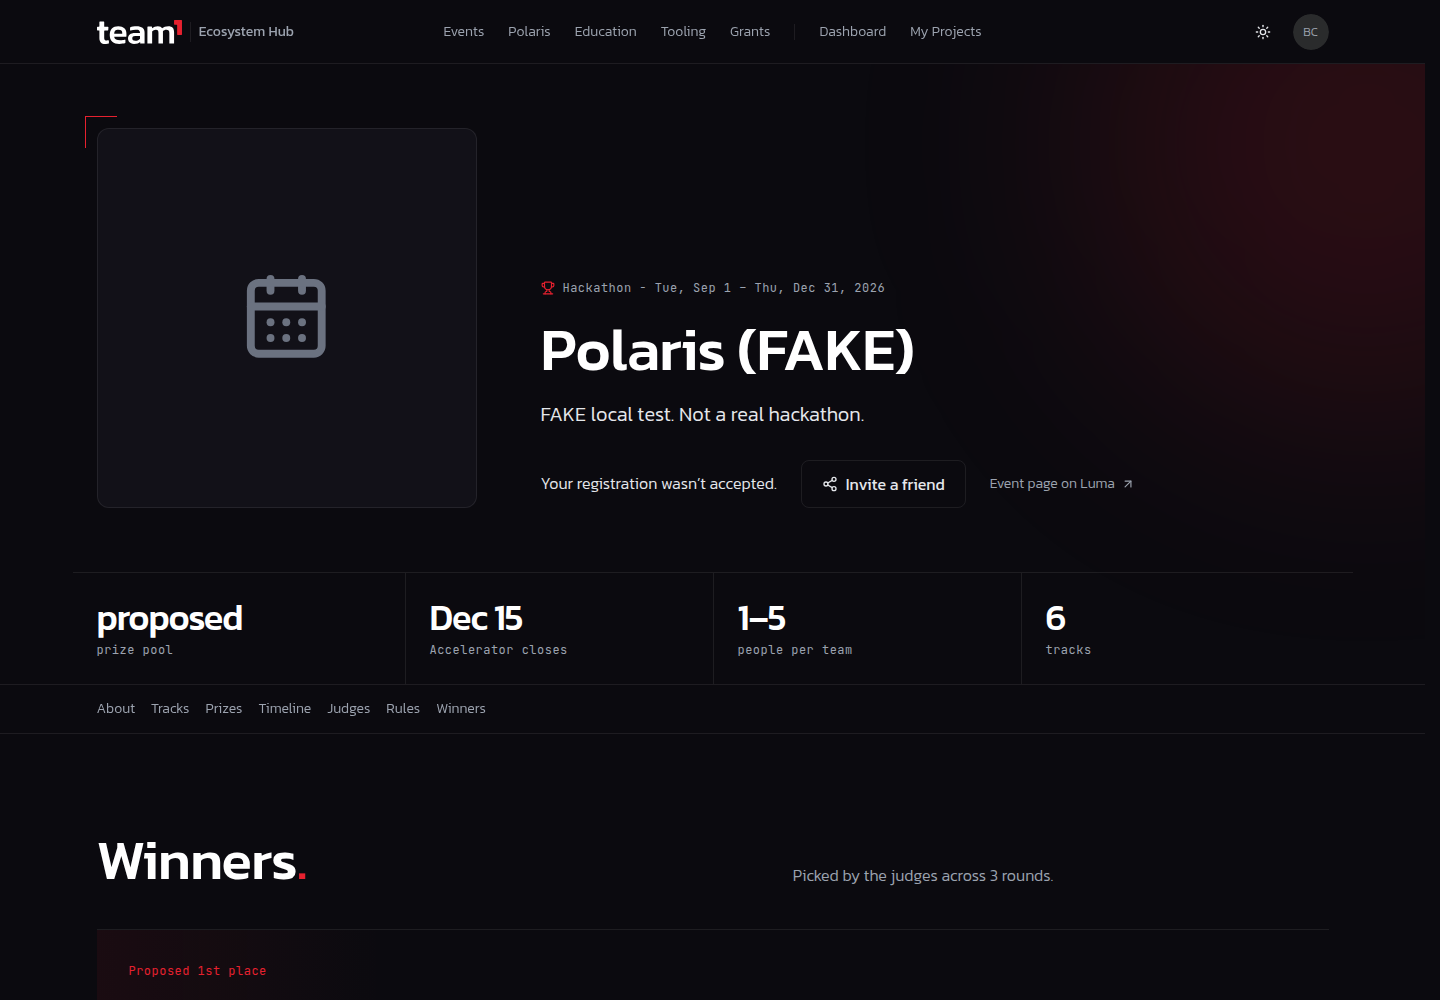 team1 Ecosystem Hub
Events Polaris Education Tooling Grants Dashboard My Projects
BC
Hackathon - Tue, Sep 1 – Thu, Dec 31, 2026
Polaris (FAKE)
FAKE local test. Not a real hackathon.
Your registration wasn’t accepted. Invite a friend Event page on Luma
proposed Dec 15 1–5 6
prize pool Accelerator closes people per team tracks
About Tracks Prizes Timeline Judges Rules Winners
Winners.
Picked by the judges across 3 rounds.
Proposed 1st place